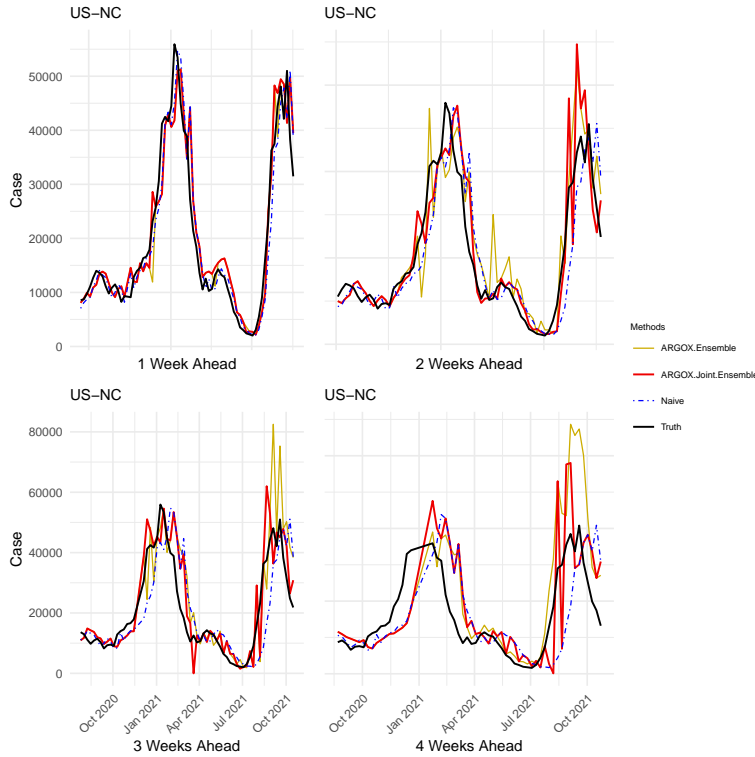 US−NC
US−NC
50000
40000
30000
20000
10000
0
Case
1 Week Ahead
2 Weeks Ahead
Methods
ARGOX.Ensemble
ARGOX.Joint.Ensemble
Naive
Truth
US−NC
US−NC
80000
60000
40000
20000
0
Case
Oct 2020
Jan 2021
Apr 2021
Jul 2021
Oct 2021
Oct 2020
Jan 2021
Apr 2021
Jul 2021
Oct 2021
3 Weeks Ahead
4 Weeks Ahead